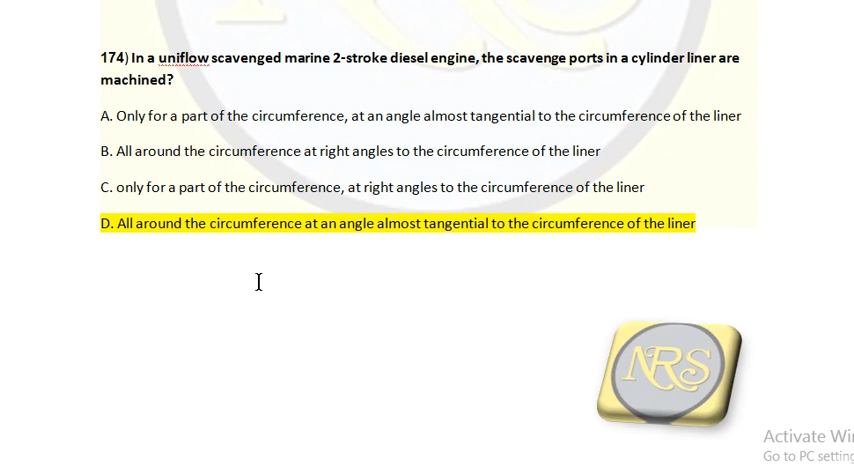 174) In a uniflow scavenged marine 2-stroke diesel engine, the scavenge ports in a cylinder liner are
machined?
A. Only for a part of the circumference, at an angle almost tangential to the circumference of the liner
B. All around the circumference at right angles to the circumference of the liner
C. only for a part of the circumference, at right angles to the circumference of the liner
D. All around the circumference at an angle almost tangential to the circumference of the liner
NRS
Activate Wi
Go to PC setting